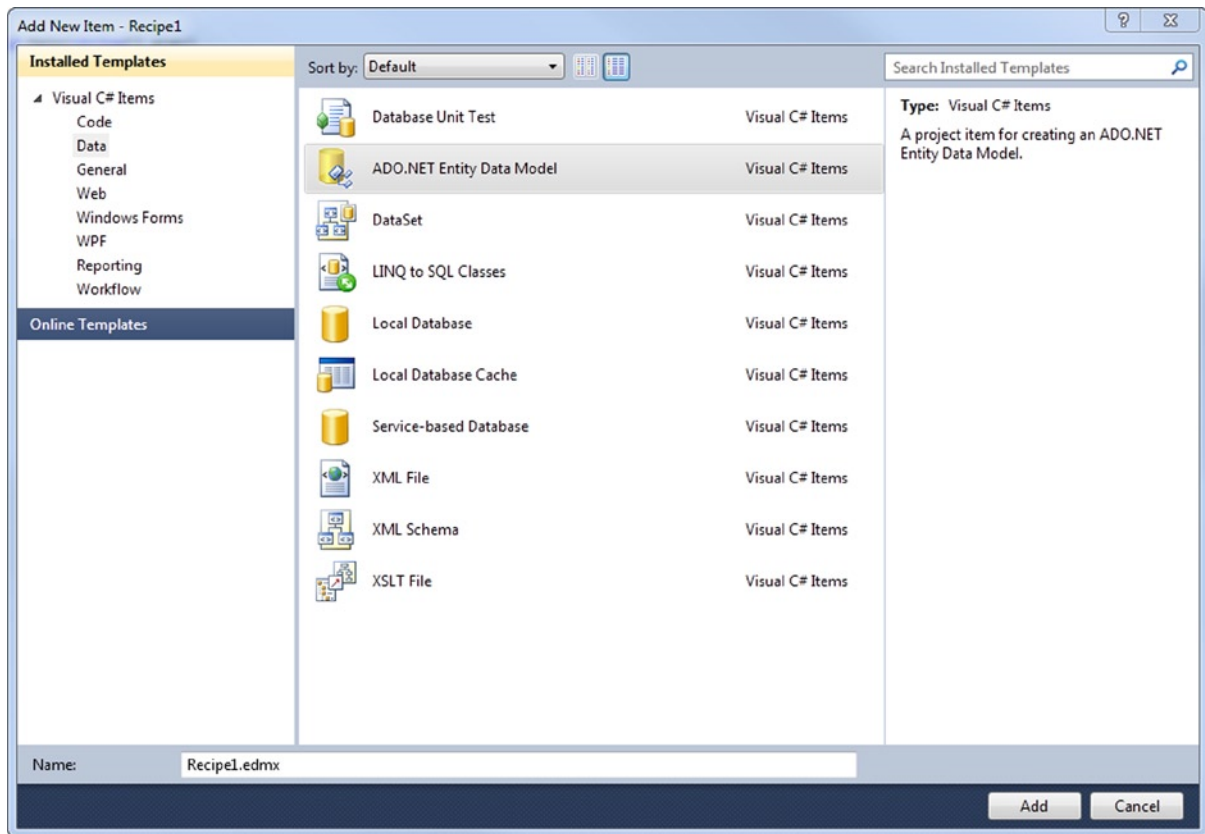 Add New Item - Recipe1
Installed Templates
Visual C# Items
Code
Data
General
Web
Windows Forms
WPF
Reporting
Workflow
Online Templates
Sort by: Default
Database Unit Test Visual C# Items
ADO.NET Entity Data Model Visual C# Items
DataSet Visual C# Items
LINQ to SQL Classes Visual C# Items
Local Database Visual C# Items
Local Database Cache Visual C# Items
Service-based Database Visual C# Items
XML File Visual C# Items
XML Schema Visual C# Items
XSLT File Visual C# Items
Search Installed Templates
Type: Visual C# Items
A project item for creating an ADO.NET
Entity Data Model.
Name: Recipe1.edmx
Add Cancel